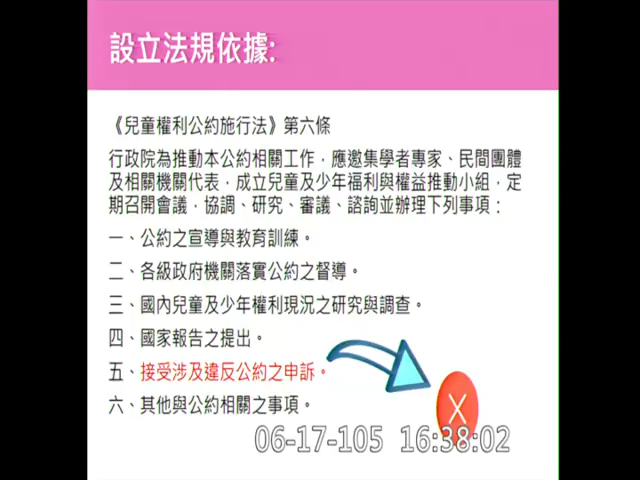 設立法規依據:
《兒童權利公約施行法》第六條
行政院為推動本公約相關工作，應邀集學者專家、民間團體
及相關機關代表，成立兒童及少年福利與權益推動小組，定
期召開會議，協調、研究、審議、諮詢並辦理下列事項：
一、公約之宣導與教育訓練。
二、各級政府機關落實公約之督導。
三、國內兒童及少年權利現況之研究與調查。
四、國家報告之提出。
五、接受涉及違反公約之申訴。
六、其他與公約相關之事項。
X
06-17-105 16:38:02